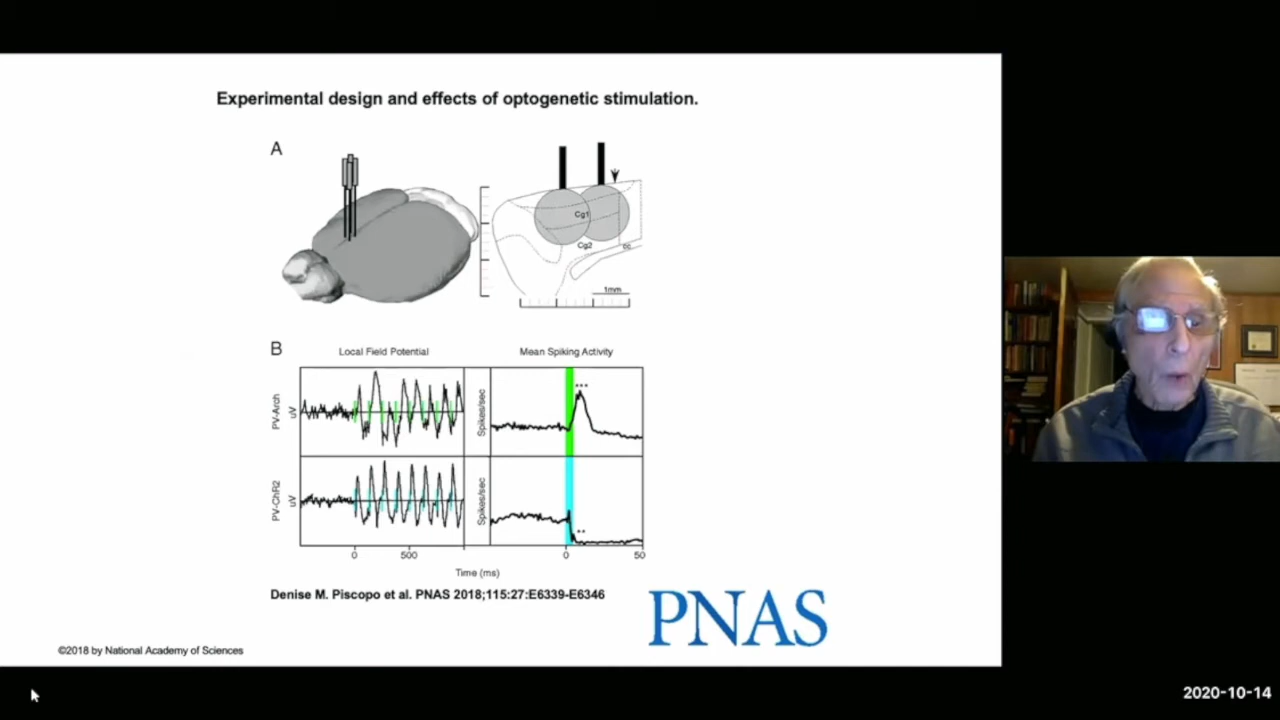 Experimental design and effects of optogenetic stimulation.
A
Cg1
Cg2
cc
1mm
B
Local Field Potential
Mean Spiking Activity
PV-Arch
uV
Spikes/sec
***
PV-ChR2
uV
Spikes/sec
**
0
500
0
50
Time (ms)
Denise M. Piscopo et al. PNAS 2018;115:27:E6339-E6346
PNAS
©2018 by National Academy of Sciences
2020-10-14